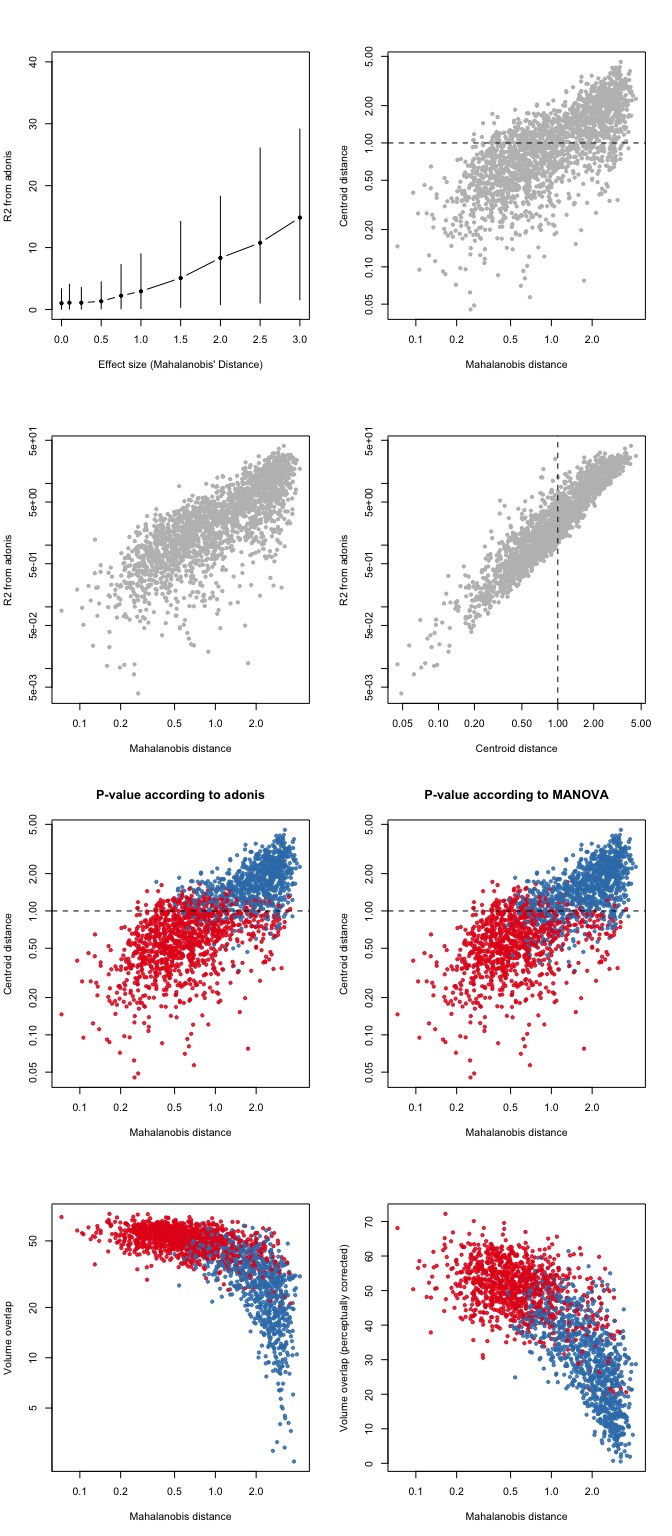 40
30
20
10
0
R2 from adonis
0.0 0.5 1.0 1.5 2.0 2.5 3.0
Effect size (Mahalanobis' Distance)
5.00
2.00
1.00
0.50
0.20
0.10
0.05
Centroid distance
0.1 0.2 0.5 1.0 2.0
Mahalanobis distance
5e+01
5e+00
5e-01
5e-02
5e-03
R2 from adonis
0.1 0.2 0.5 1.0 2.0
Mahalanobis distance
5e+01
5e+00
5e-01
5e-02
5e-03
R2 from adonis
0.05 0.10 0.20 0.50 1.00 2.00 5.00
Centroid distance
P-value according to adonis
5.00
2.00
1.00
0.50
0.20
0.10
0.05
Centroid distance
0.1 0.2 0.5 1.0 2.0
Mahalanobis distance
P-value according to MANOVA
5.00
2.00
1.00
0.50
0.20
0.10
0.05
Centroid distance
0.1 0.2 0.5 1.0 2.0
Mahalanobis distance
50
20
10
5
Volume overlap
0.1 0.2 0.5 1.0 2.0
Mahalanobis distance
70
60
50
40
30
20
10
0
Volume overlap (perceptually corrected)
0.1 0.2 0.5 1.0 2.0
Mahalanobis distance